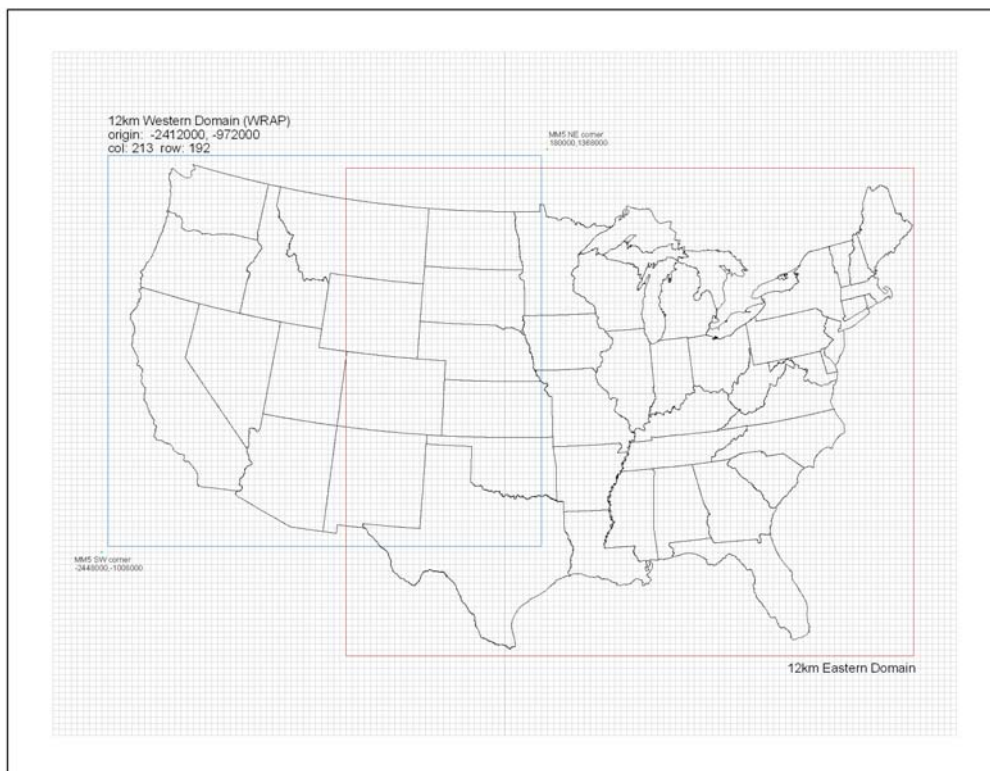 12km Western Domain (WRAP)
origin: -2412000, -972000
col: 213 row: 192
MM5 NE corner
180000,1368000
MM5 SW corner
-2448000,-1008000
12km Eastern Domain